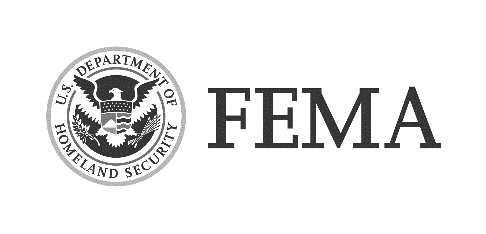 U.S. DEPARTMENT OF
HOMELAND SECURITY
FEMA